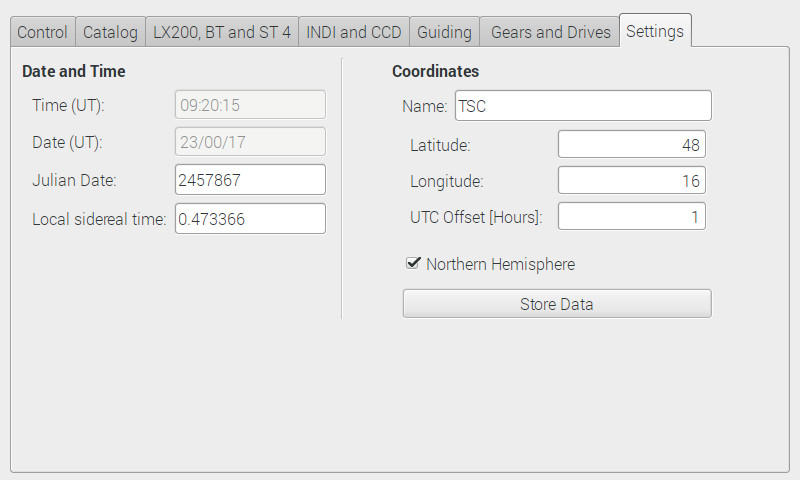 Control Catalog LX200, BT and ST 4 INDI and CCD Guiding Gears and Drives Settings
Date and Time
Time (UT): 09:20:15
Date (UT): 23/00/17
Julian Date: 2457867
Local sidereal time: 0.473366
Coordinates
Name: TSC
Latitude: 48
Longitude: 16
UTC Offset [Hours]: 1
Northern Hemisphere
Store Data